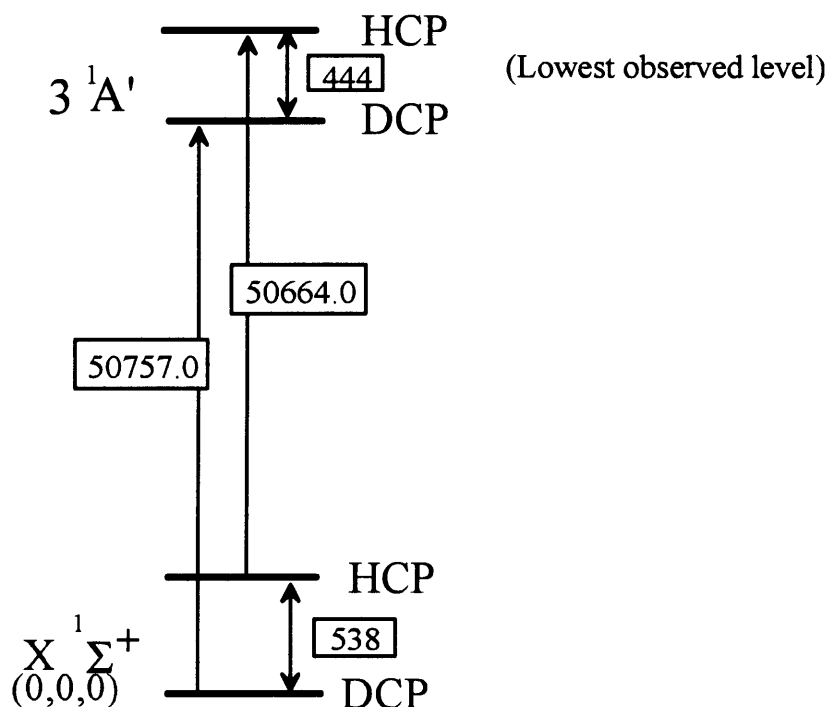 HCP
444
(Lowest observed level)
3 ¹A'
DCP
50664.0
50757.0
HCP
538
X ¹Σ⁺
(0,0,0)
DCP